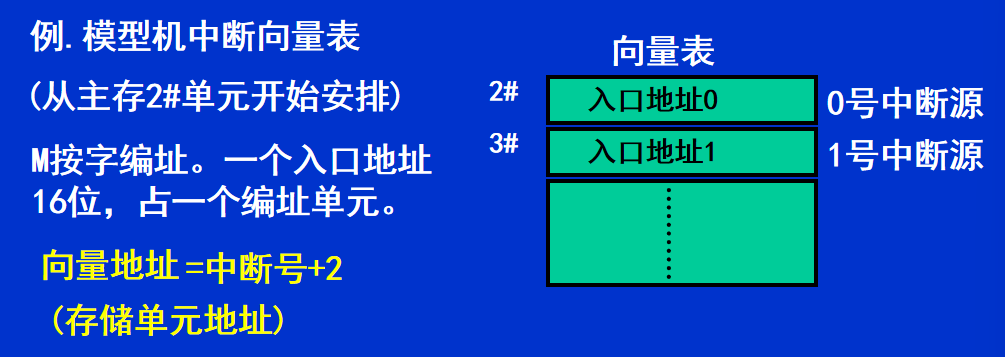 例.模型机中断向量表
(从主存2#单元开始安排)
M按字编址。一个入口地址
16位，占一个编址单元。
向量地址=中断号+2
(存储单元地址)
向量表
2# 入口地址0 0号中断源
3# 入口地址1 1号中断源